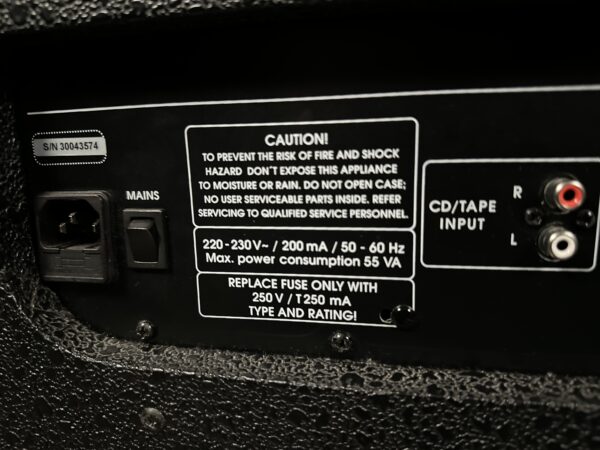 S/N 30043574
MAINS
CAUTION!
TO PREVENT THE RISK OF FIRE AND SHOCK
HAZARD DON'T EXPOSE THIS APPLIANCE
TO MOISTURE OR RAIN. DO NOT OPEN CASE;
NO USER SERVICEABLE PARTS INSIDE. REFER
SERVICING TO QUALIFIED SERVICE PERSONNEL.
220-230V~ / 200 mA / 50 - 60 Hz
Max. power consumption 55 VA
REPLACE FUSE ONLY WITH
250 V / T 250 mA
TYPE AND RATING!
CD/TAPE
INPUT
R
L